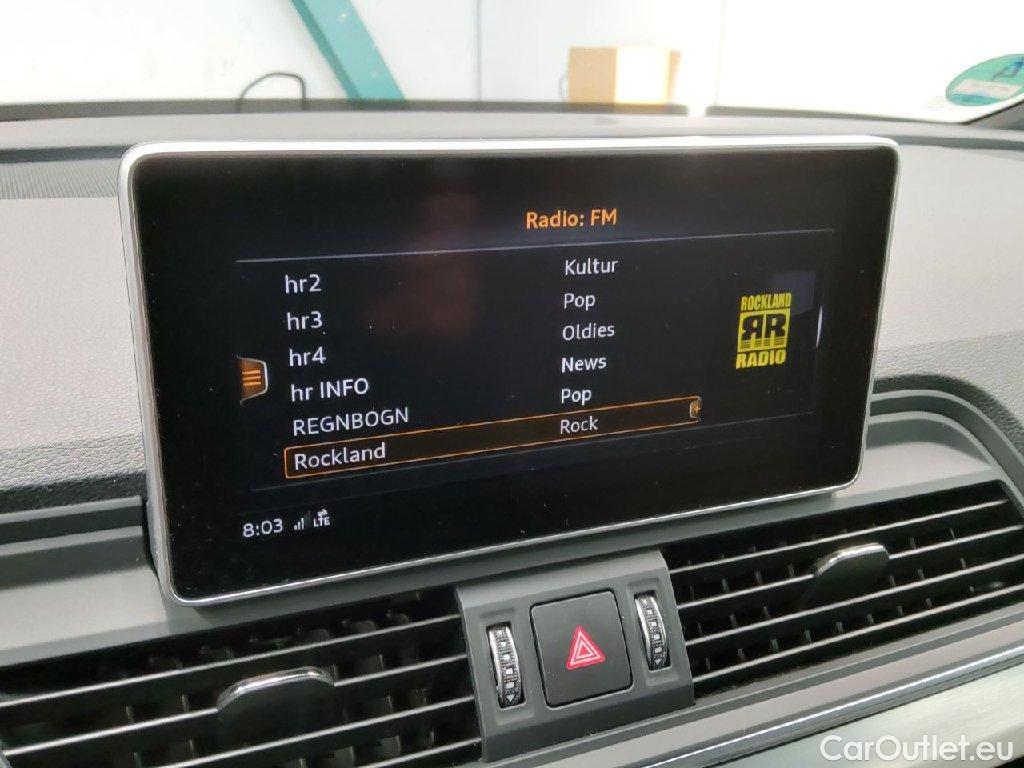 Radio: FM
hr2 Kultur
hr3 Pop
hr4 Oldies
hr INFO News
REGNBOGN Pop
Rockland Rock
ROCKLAND
RR
RADIO
8:03 LTE
CarOutlet.eu